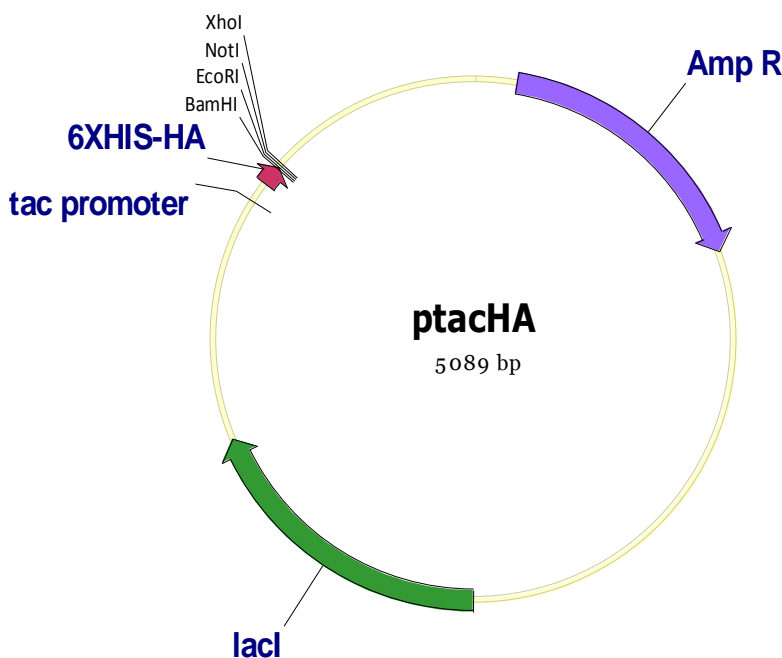 XhoI
NotI
EcoRI
BamHI
Amp R
6XHIS-HA
tac promoter
ptacHA
5089 bp
lacI